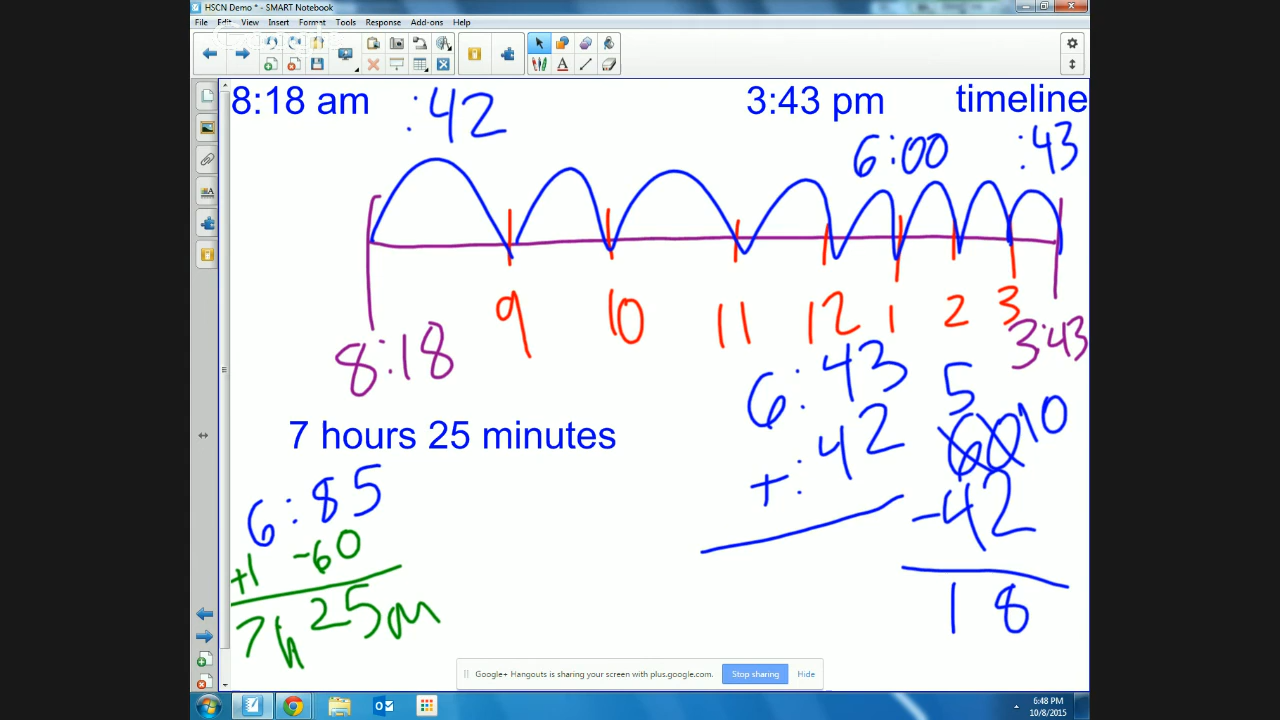 HSCN Demo * - SMART Notebook
File Edit View Insert Format Tools Response Add-ons Help
8:18 am :42 3:43 pm timeline
6:00 :43
9 10 11 12 1 2 3
8:18 3:43
6:43 5
7 hours 25 minutes +:42 60 10
6:85 -42
+1 -60
7h 25m 18
Google+ Hangouts is sharing your screen with plus.google.com. Stop sharing Hide
6:48 PM
10/8/2015